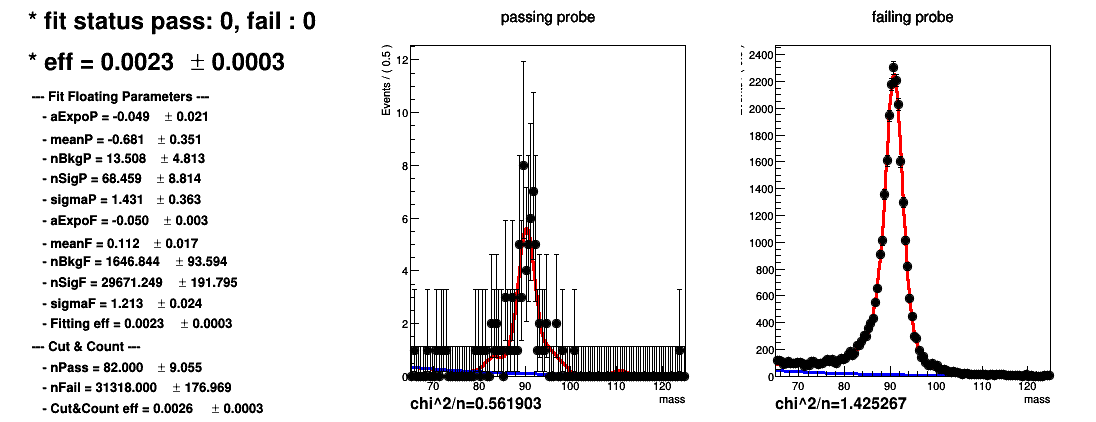 * fit status pass: 0, fail : 0
* eff = 0.0023 ± 0.0003
--- Fit Floating Parameters ---
- aExpoP = -0.049 ± 0.021
- meanP = -0.681 ± 0.351
- nBkgP = 13.508 ± 4.813
- nSigP = 68.459 ± 8.814
- sigmaP = 1.431 ± 0.363
- aExpoF = -0.050 ± 0.003
- meanF = 0.112 ± 0.017
- nBkgF = 1646.844 ± 93.594
- nSigF = 29671.249 ± 191.795
- sigmaF = 1.213 ± 0.024
- Fitting eff = 0.0023 ± 0.0003
--- Cut & Count ---
- nPass = 82.000 ± 9.055
- nFail = 31318.000 ± 176.969
- Cut&Count eff = 0.0026 ± 0.0003
passing probe
Events / ( 0.5 )
12
10
8
6
4
2
0
70 80 90 100 110 120
mass
chi^2/n=0.561903
failing probe
2400
2200
2000
1800
1600
1400
1200
1000
800
600
400
200
0
70 80 90 100 110 120
mass
chi^2/n=1.425267